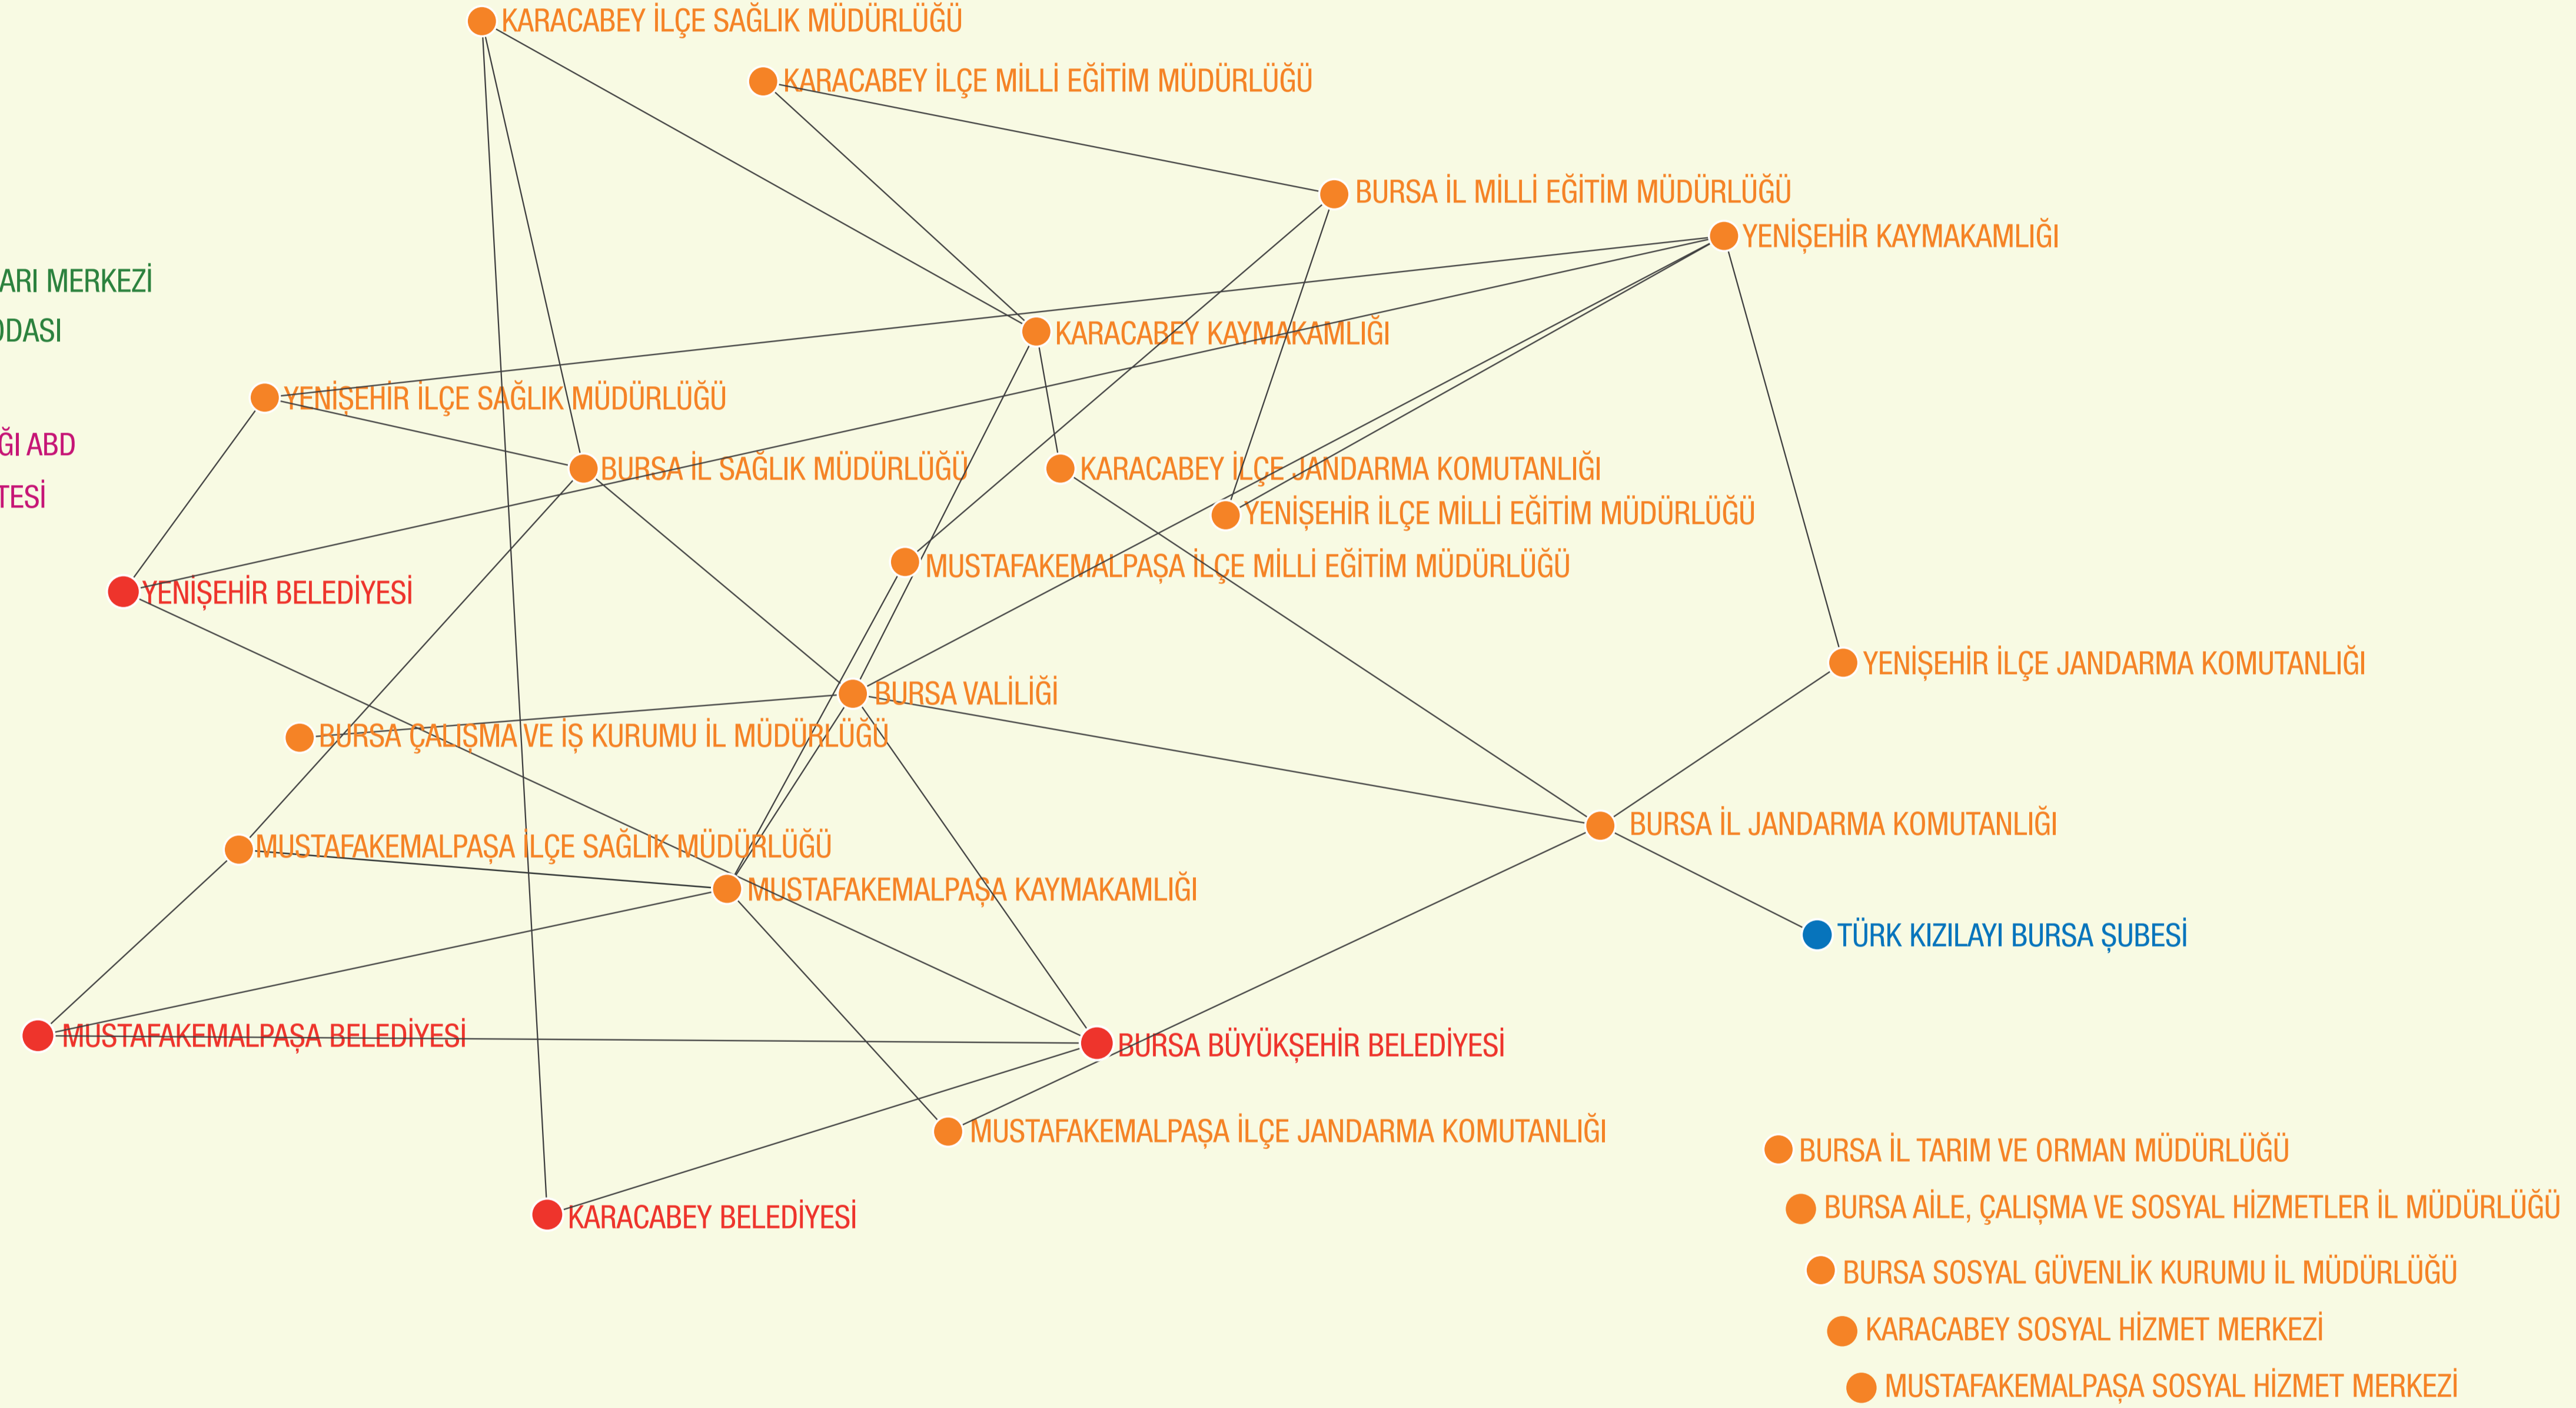 KARACABEY İLÇE SAĞLIK MÜDÜRLÜĞÜ
KARACABEY İLÇE MİLLİ EĞİTİM MÜDÜRLÜĞÜ
BURSA İL MİLLİ EĞİTİM MÜDÜRLÜĞÜ
YENİŞEHİR KAYMAKAMLIĞI
ARI MERKEZİ
ODASI
KARACABEY KAYMAKAMLIĞI
YENİŞEHİR İLÇE SAĞLIK MÜDÜRLÜĞÜ
ĞI ABD
BURSA İL SAĞLIK MÜDÜRLÜĞÜ
KARACABEY İLÇE JANDARMA KOMUTANLIĞI
TESİ
YENİŞEHİR İLÇE MİLLİ EĞİTİM MÜDÜRLÜĞÜ
MUSTAFAKEMALPAŞA İLÇE MİLLİ EĞİTİM MÜDÜRLÜĞÜ
YENİŞEHİR BELEDİYESİ
YENİŞEHİR İLÇE JANDARMA KOMUTANLIĞI
BURSA VALİLİĞİ
BURSA ÇALIŞMA VE İŞ KURUMU İL MÜDÜRLÜĞÜ
BURSA İL JANDARMA KOMUTANLIĞI
MUSTAFAKEMALPAŞA İLÇE SAĞLIK MÜDÜRLÜĞÜ
MUSTAFAKEMALPAŞA KAYMAKAMLIĞI
TÜRK KIZILAYI BURSA ŞUBESİ
MUSTAFAKEMALPAŞA BELEDİYESİ
BURSA BÜYÜKŞEHİR BELEDİYESİ
MUSTAFAKEMALPAŞA İLÇE JANDARMA KOMUTANLIĞI
BURSA İL TARIM VE ORMAN MÜDÜRLÜĞÜ
BURSA AİLE, ÇALIŞMA VE SOSYAL HİZMETLER İL MÜDÜRLÜĞÜ
KARACABEY BELEDİYESİ
BURSA SOSYAL GÜVENLİK KURUMU İL MÜDÜRLÜĞÜ
KARACABEY SOSYAL HİZMET MERKEZİ
MUSTAFAKEMALPAŞA SOSYAL HİZMET MERKEZİ